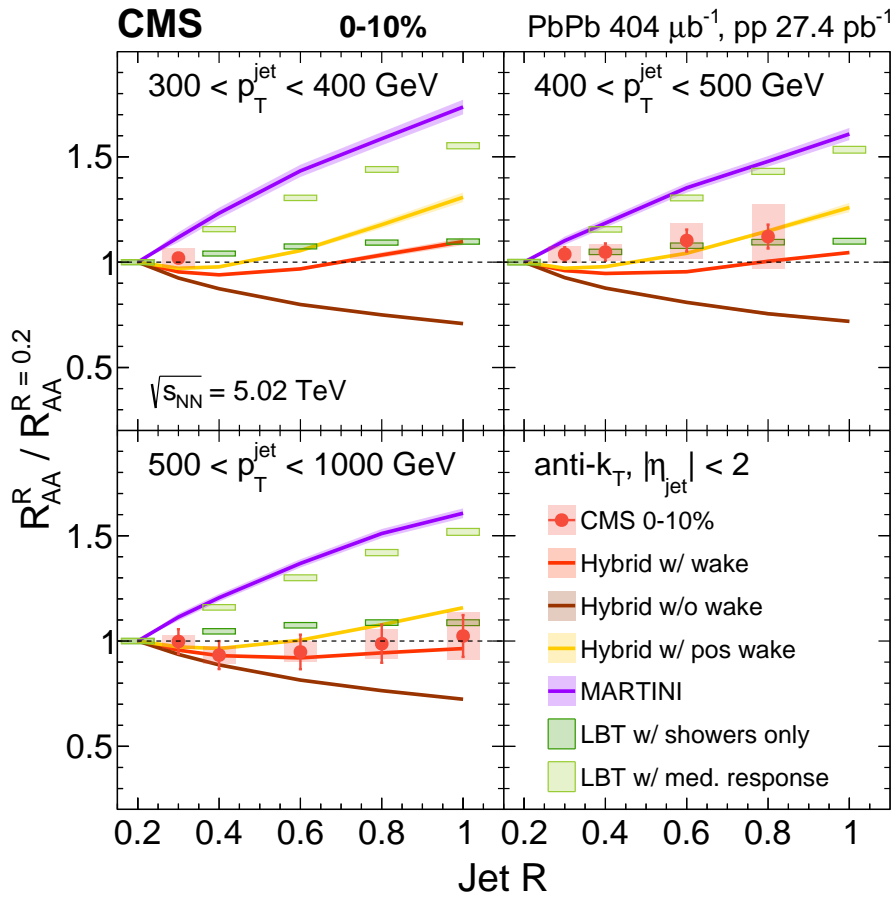 CMS 0-10% PbPb 404 μb⁻¹, pp 27.4 pb⁻¹
300 < p_T^jet < 400 GeV
400 < p_T^jet < 500 GeV
1.5
1
0.5
√s_NN = 5.02 TeV
R_AA^R / R_AA^R = 0.2
500 < p_T^jet < 1000 GeV
1.5
1
0.5
anti-k_T, |η_jet| < 2
CMS 0-10%
Hybrid w/ wake
Hybrid w/o wake
Hybrid w/ pos wake
MARTINI
LBT w/ showers only
LBT w/ med. response
0.2 0.4 0.6 0.8 1 0.2 0.4 0.6 0.8 1
Jet R